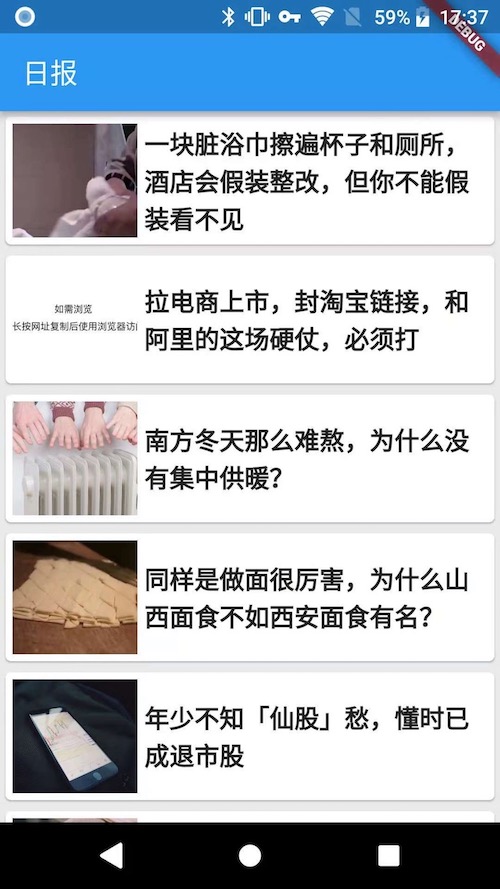 59% 17:37
DEBUG
日报
一块脏浴巾擦遍杯子和厕所，
酒店会假装整改，但你不能假
装看不见
如需浏览
长按网址复制后使用浏览器访
拉电商上市，封淘宝链接，和
阿里的这场硬仗，必须打
南方冬天那么难熬，为什么没
有集中供暖？
同样是做面很厉害，为什么山
西面食不如西安面食有名？
年少不知「仙股」愁，懂时已
成退市股